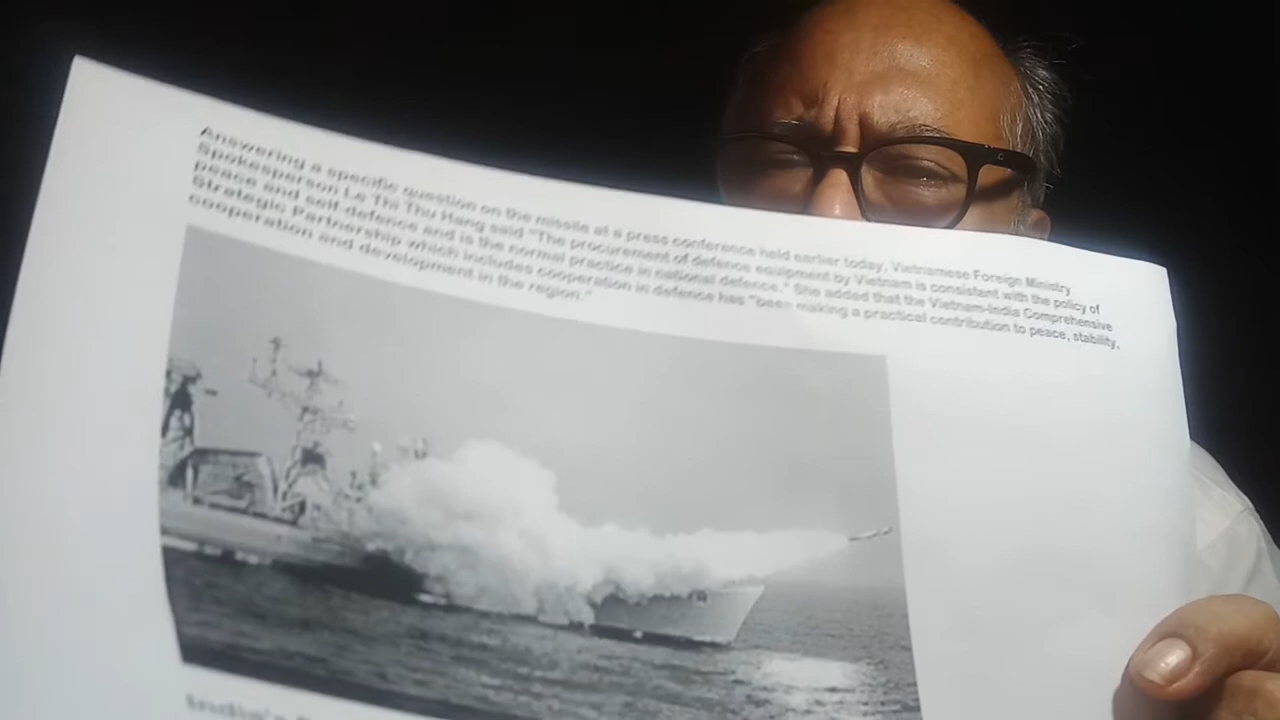 Answering a specific question on the missile at a press conference held earlier today, Vietnamese Foreign Ministry
Spokesperson Le Thi Thu Hang said "The procurement of defence equipment by Vietnam is consistent with the policy of
peace and self-defence and is the normal practice in national defence." She added that the Vietnam-India Comprehensive
Strategic Partnership which includes cooperation in defence has "been making a practical contribution to peace, stability,
cooperation and development in the region."